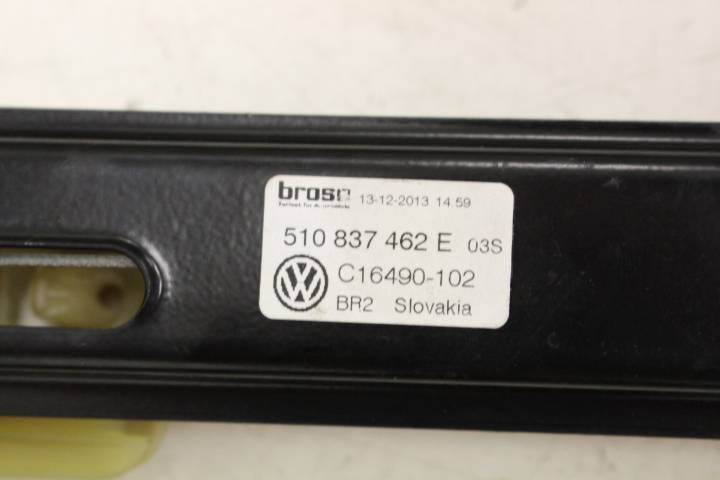 brose 13-12-2013 14 59
510 837 462 E 03S
C16490-102
BR2 Slovakia